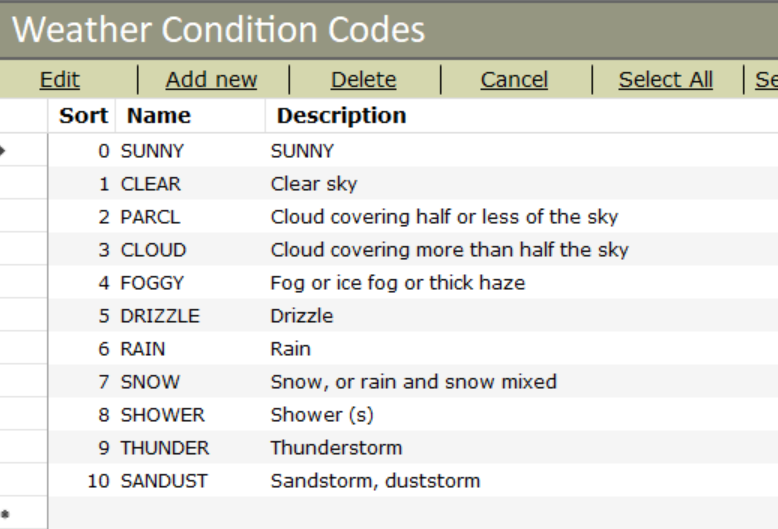 Weather Condition Codes
Edit | Add new | Delete | Cancel | Select All |
Sort Name Description
0 SUNNY SUNNY
1 CLEAR Clear sky
2 PARCL Cloud covering half or less of the sky
3 CLOUD Cloud covering more than half the sky
4 FOGGY Fog or ice fog or thick haze
5 DRIZZLE Drizzle
6 RAIN Rain
7 SNOW Snow, or rain and snow mixed
8 SHOWER Shower (s)
9 THUNDER Thunderstorm
10 SANDUST Sandstorm, duststorm
*